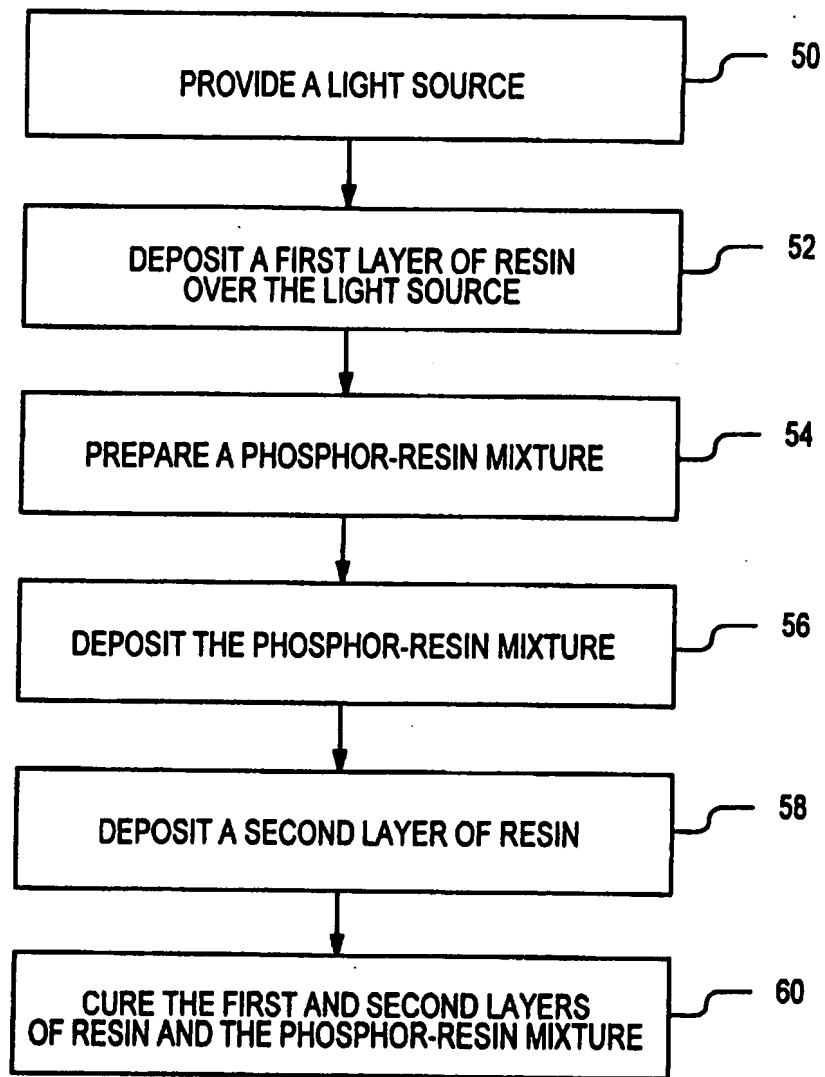 PROVIDE A LIGHT SOURCE
50
DEPOSIT A FIRST LAYER OF RESIN
OVER THE LIGHT SOURCE
52
PREPARE A PHOSPHOR-RESIN MIXTURE
54
DEPOSIT THE PHOSPHOR-RESIN MIXTURE
56
DEPOSIT A SECOND LAYER OF RESIN
58
CURE THE FIRST AND SECOND LAYERS
OF RESIN AND THE PHOSPHOR-RESIN MIXTURE
60